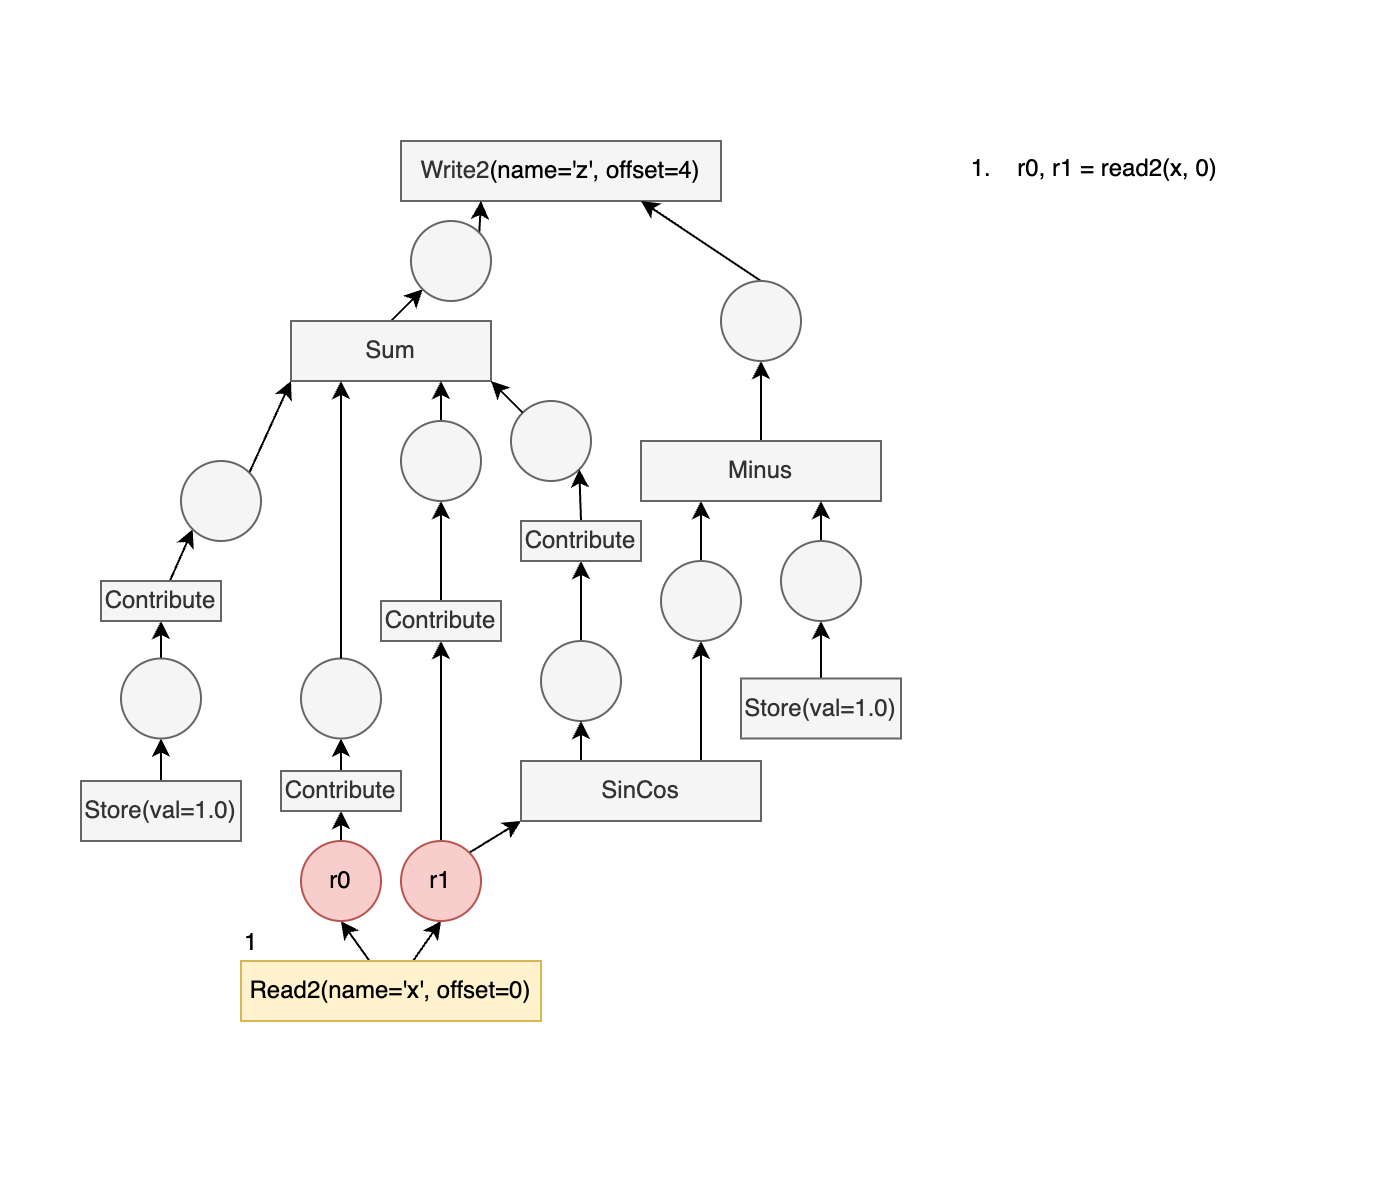 Write2(name='z', offset=4)
1. r0, r1 = read2(x, 0)
Sum
Minus
Contribute
Contribute
Contribute
Store(val=1.0)
SinCos
Contribute
Store(val=1.0)
r0
r1
1
Read2(name='x', offset=0)